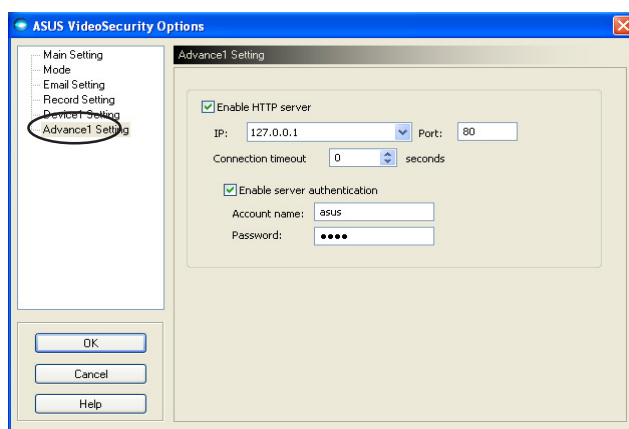 ASUS VideoSecurity Options
Main Setting
Mode
Email Setting
Record Setting
Device1 Setting
Advance1 Setting
OK
Cancel
Help
Advance1 Setting
Enable HTTP server
IP: 127.0.0.1 Port: 80
Connection timeout 0 seconds
Enable server authentication
Account name: asus
Password: ••••